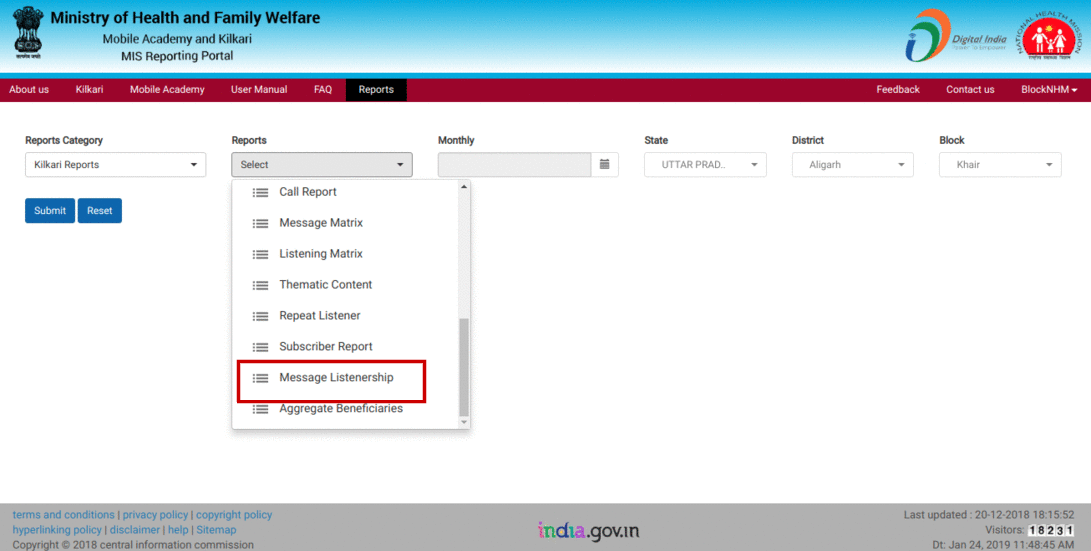 Ministry of Health and Family Welfare
Mobile Academy and Kilkari
MIS Reporting Portal
Digital India
Power To Empower
NATIONAL HEALTH MISSION
About us Kilkari Mobile Academy User Manual FAQ Reports Feedback Contact us BlockNHM
Reports Category Reports Monthly State District Block
Kilkari Reports Select UTTAR PRAD.. Aligarh Khair
Submit Reset
Call Report
Message Matrix
Listening Matrix
Thematic Content
Repeat Listener
Subscriber Report
Message Listenership
Aggregate Beneficiaries
terms and conditions | privacy policy | copyright policy
hyperlinking policy | disclaimer | help | Sitemap
Copyright © 2018 central information commission
india.gov.in
Last updated : 20-12-2018 18:15:52
Visitors: 18231
Dt: Jan 24, 2019 11:48:45 AM